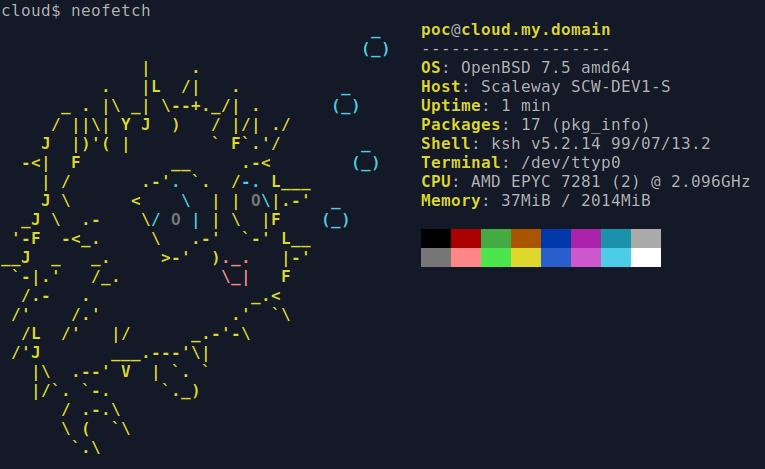 cloud$ neofetch
poc@cloud.my.domain
-------------------
OS: OpenBSD 7.5 amd64
Host: Scaleway SCW-DEV1-S
Uptime: 1 min
Packages: 17 (pkg_info)
Shell: ksh v5.2.14 99/07/13.2
Terminal: /dev/ttyp0
CPU: AMD EPYC 7281 (2) @ 2.096GHz
Memory: 37MiB / 2014MiB